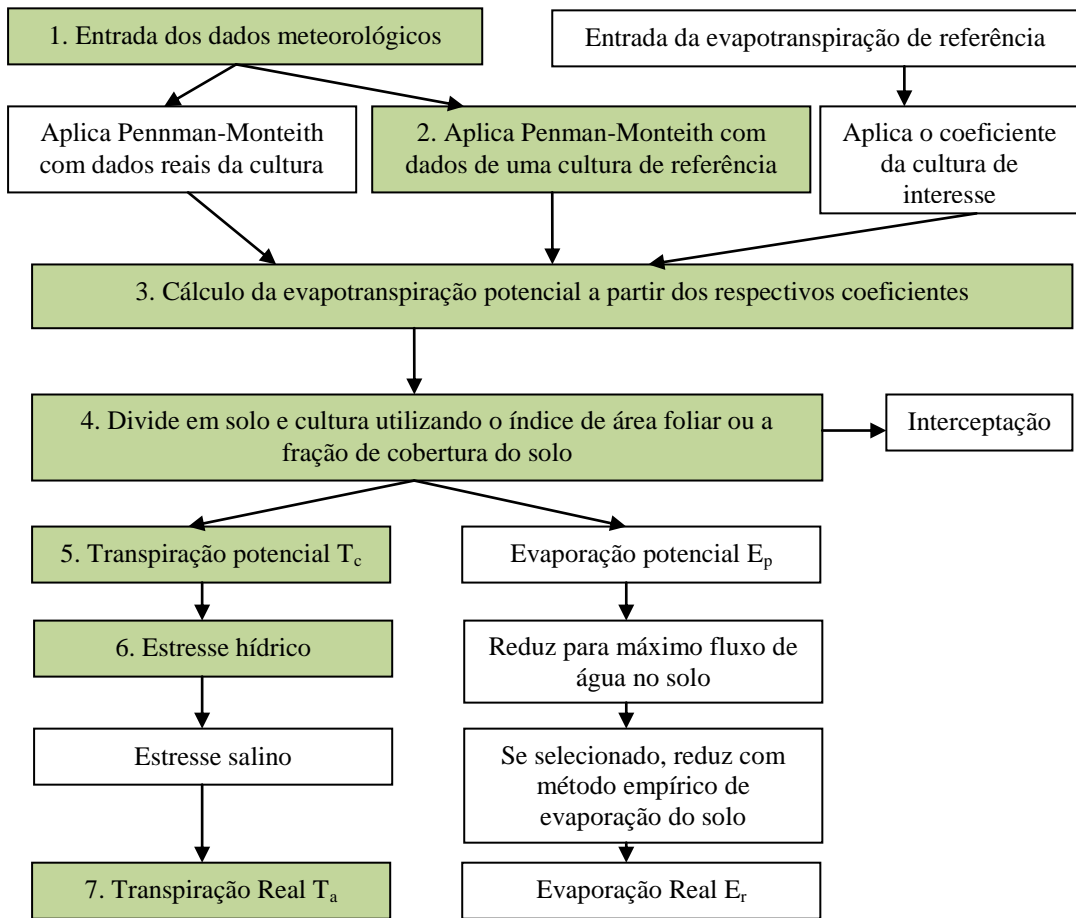 1. Entrada dos dados meteorológicos
Entrada da evapotranspiração de referência
Aplica Pennman-Monteith
com dados reais da cultura
2. Aplica Penman-Monteith com
dados de uma cultura de referência
Aplica o coeficiente
da cultura de
interesse
3. Cálculo da evapotranspiração potencial a partir dos respectivos coeficientes
4. Divide em solo e cultura utilizando o índice de área foliar ou a
fração de cobertura do solo
Interceptação
5. Transpiração potencial Tc
Evaporação potencial Ep
6. Estresse hídrico
Reduz para máximo fluxo de
água no solo
Estresse salino
Se selecionado, reduz com
método empírico de
evaporação do solo
7. Transpiração Real Ta
Evaporação Real Er